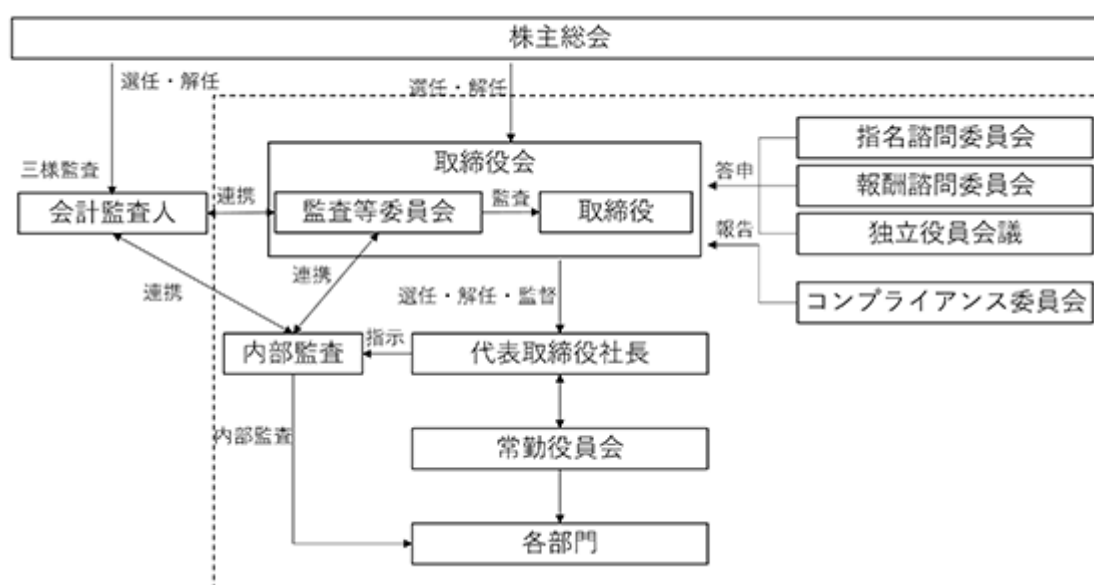 株主総会
選任・解任
選任・解任
指名諮問委員会
取締役会
答申
三様監査
報酬諮問委員会
会計監査人
連携
監査等委員会
監査
取締役
独立役員会議
報告
連携
連携
選任・解任・監督
コンプライアンス委員会
内部監査
指示
代表取締役社長
内部監査
常勤役員会
各部門